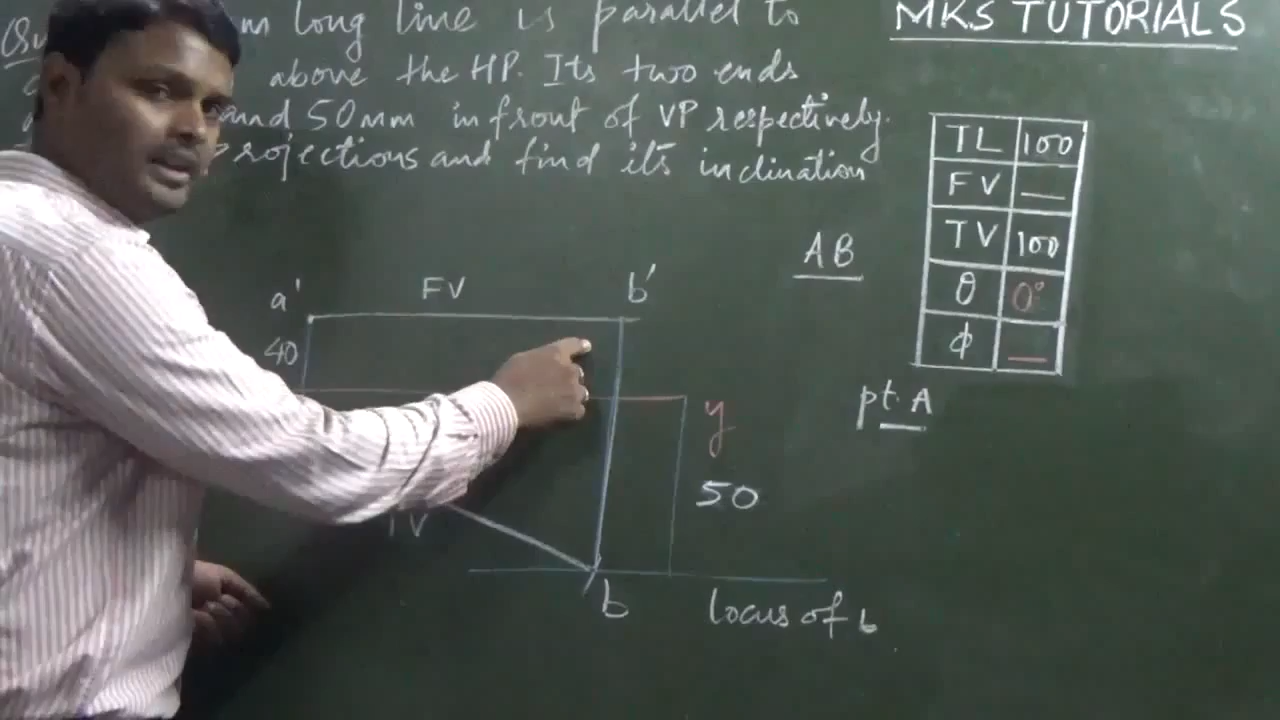 long line is parallel to
above the HP. Its two ends
and 50mm in front of VP respectively.
projections and find its inclination
MKS TUTORIALS
TL 100
FV —
TV 100
θ 0°
ϕ —
AB
pt. A
a' FV b'
40
y
50
TV
b
locus of b